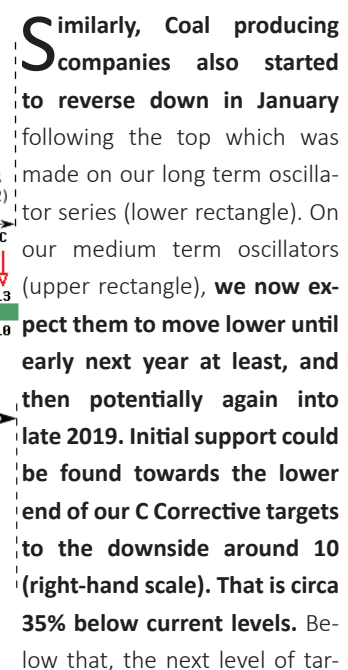 Similarly, Coal producing
companies also started
to reverse down in January
following the top which was
made on our long term oscilla-
tor series (lower rectangle). On
our medium term oscillators
(upper rectangle), we now ex-
pect them to move lower until
early next year at least, and
then potentially again into
late 2019. Initial support could
be found towards the lower
end of our C Corrective targets
to the downside around 10
(right-hand scale). That is circa
35% below current levels. Be-
low that, the next level of tar-